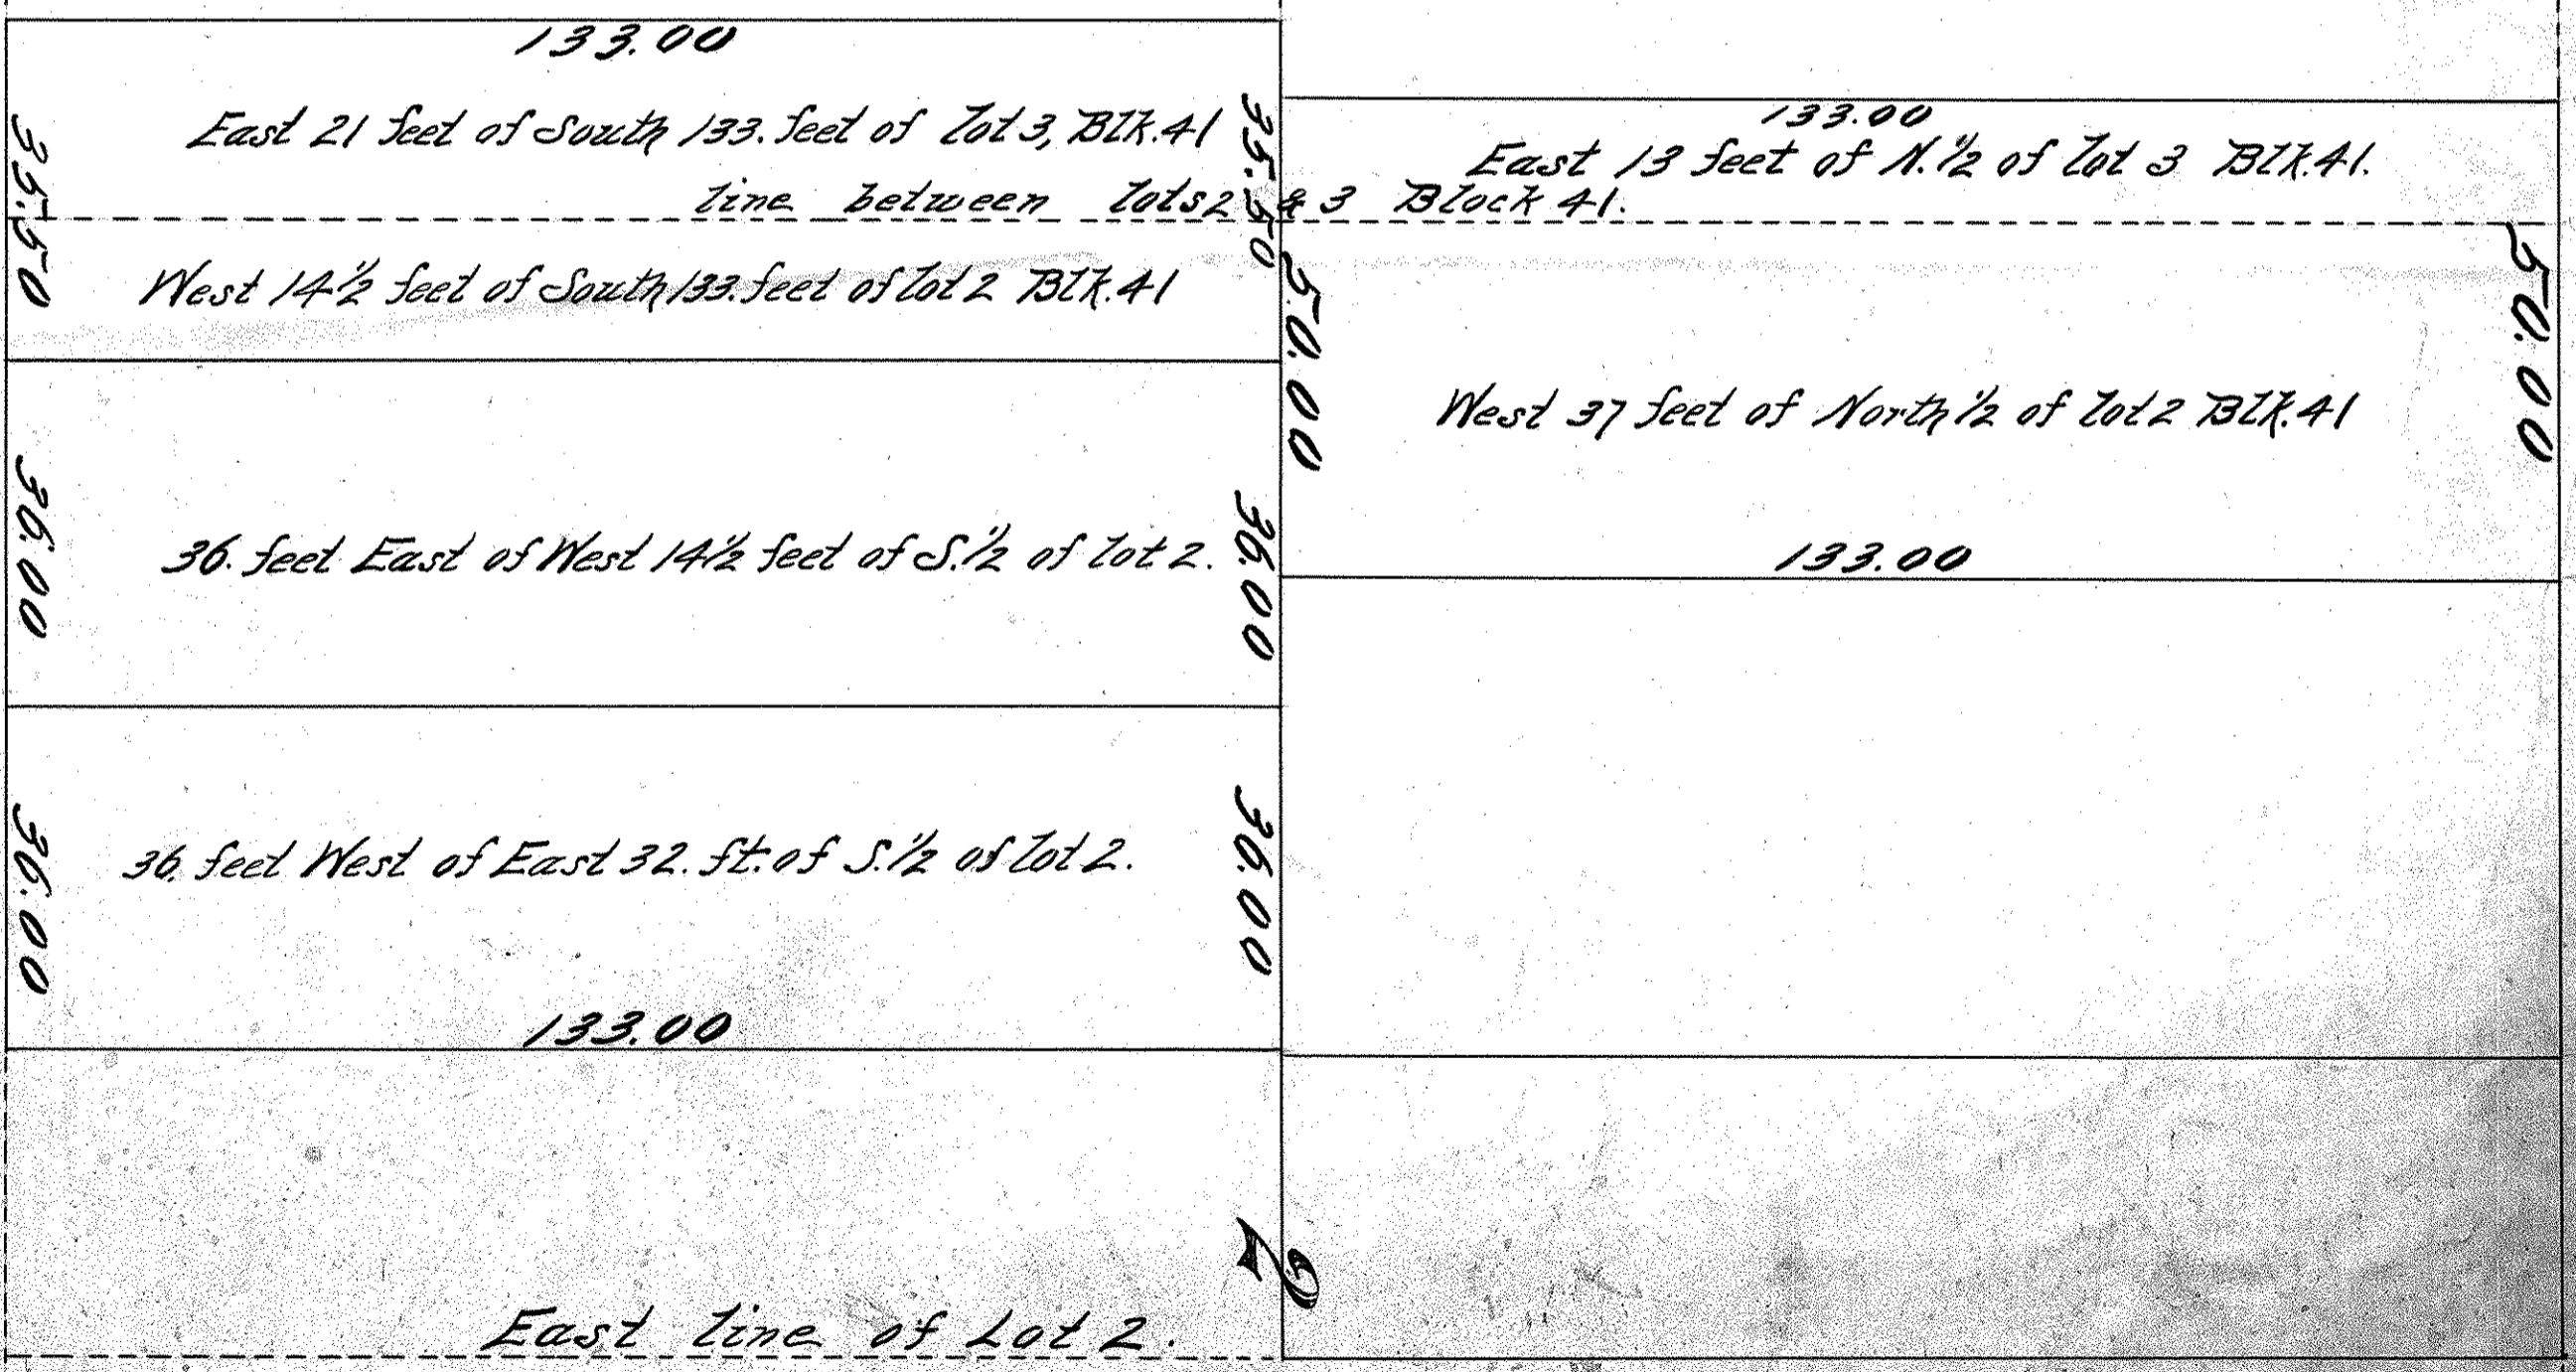 133.00
East 21 feet of South 133. feet of lot 3, Blk. 41
35.50
35.50
line between lots 2 & 3 Block 41.
West 14 1/2 feet of South 133. feet of lot 2 Blk. 41
36.00
36. feet East of West 14 1/2 feet of S. 1/2 of lot 2.
36.00
36.00
36. feet West of East 32. ft. of S. 1/2 of lot 2.
36.00
133.00
East line of Lot 2.
2
133.00
East 13 feet of N. 1/2 of lot 3 Blk. 41.
50.00
50.00
West 37 feet of North 1/2 of lot 2 Blk. 41
133.00